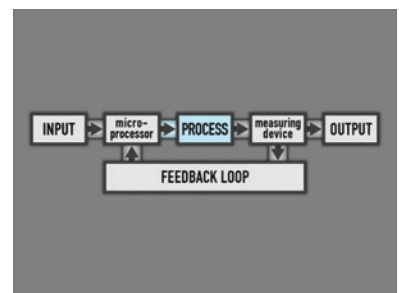 INPUT
micro-
processor
PROCESS
measuring
device
OUTPUT
FEEDBACK LOOP